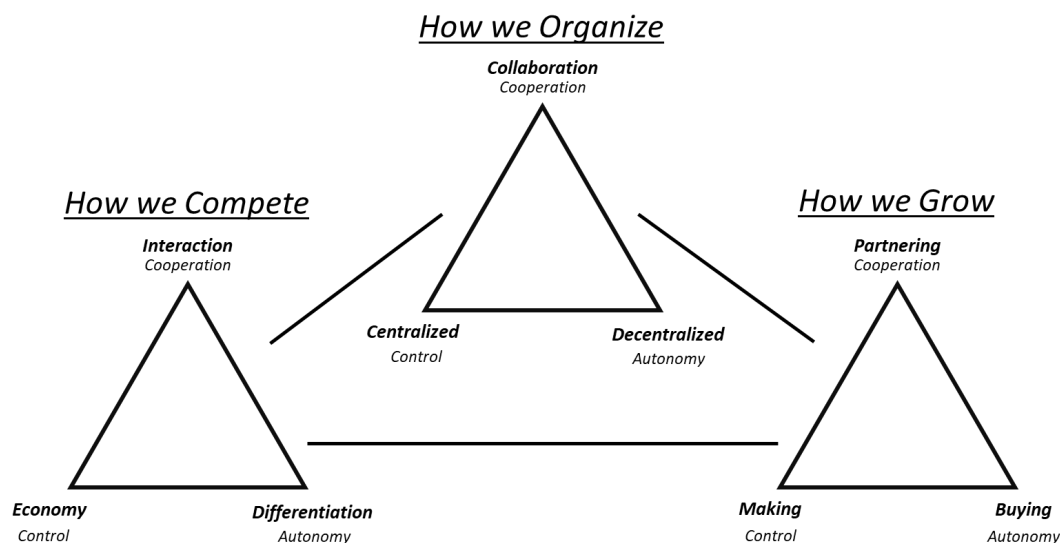 How we Organize
Collaboration
Cooperation
Centralized
Control
Decentralized
Autonomy
How we Compete
Interaction
Cooperation
Economy
Control
Differentiation
Autonomy
How we Grow
Partnering
Cooperation
Making
Control
Buying
Autonomy